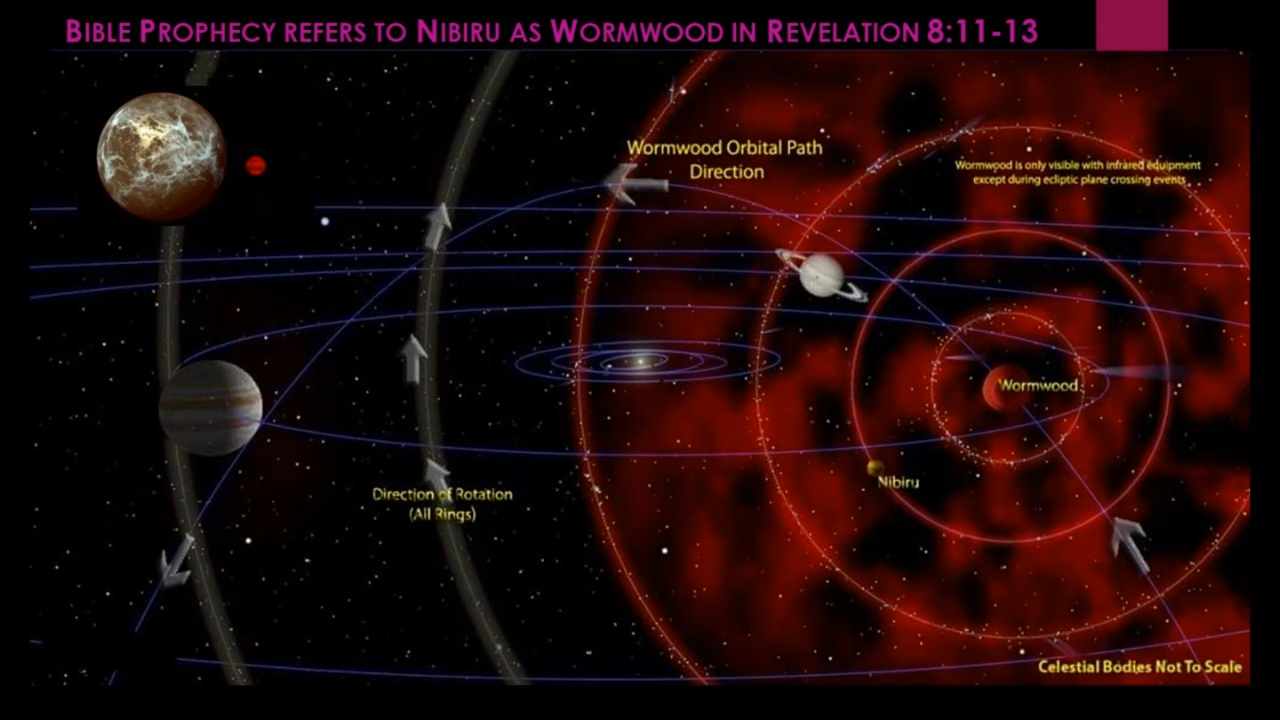 BIBLE PROPHECY REFERS TO NIBIRU AS WORMWOOD IN REVELATION 8:11-13
Wormwood Orbital Path
Direction
Wormwood is only visible with infrared equipment
except during ecliptic plane crossing events
Wormwood
Nibiru
Direction of Rotation
(All Rings)
Celestial Bodies Not To Scale